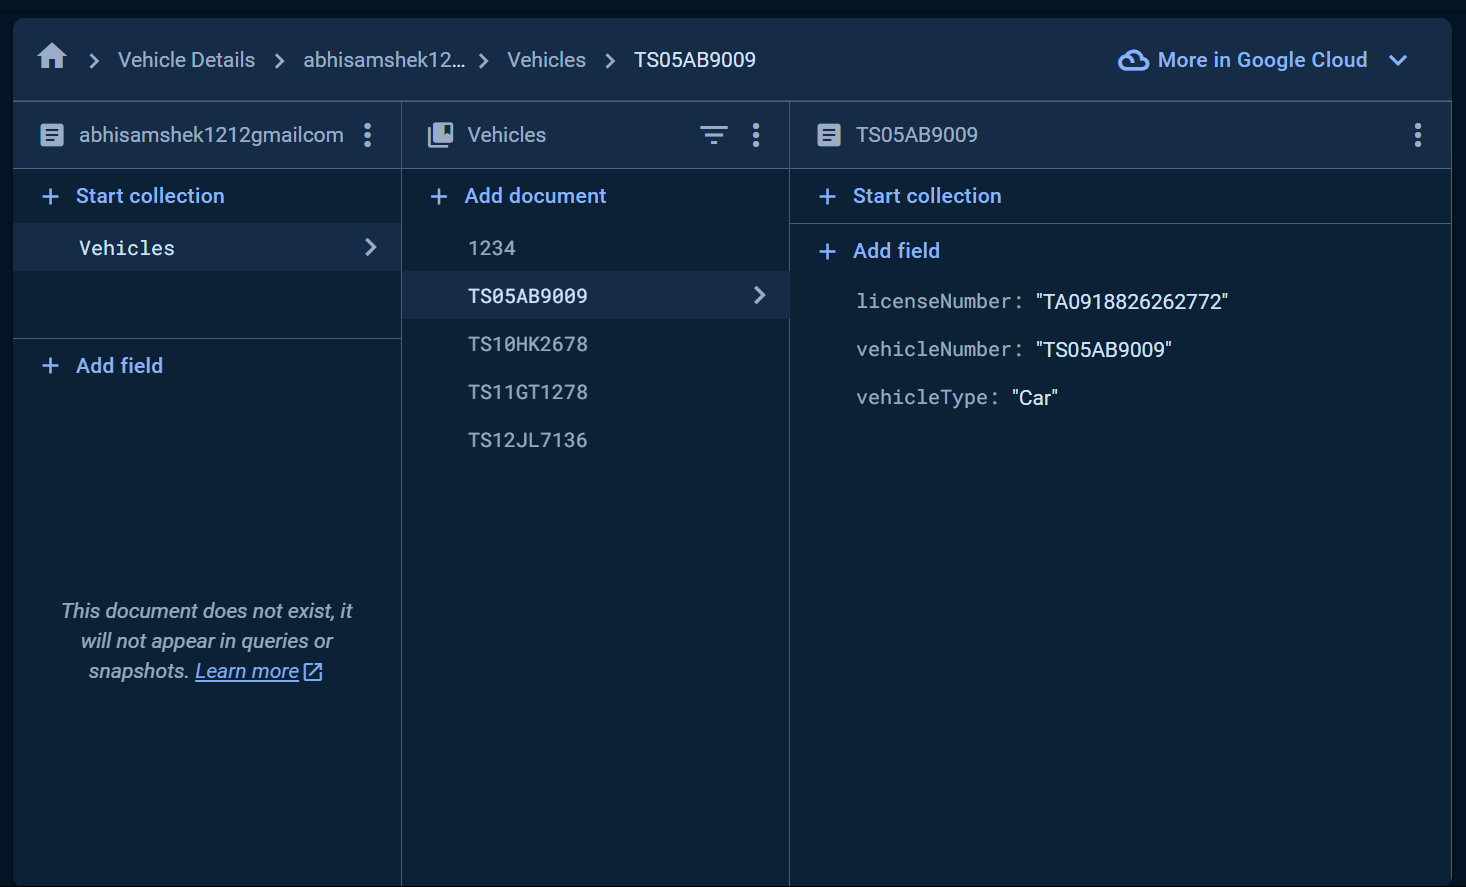 Vehicle Details abhisamshek12... Vehicles TS05AB9009 More in Google Cloud
abhisamshek1212gmailcom
Start collection
Vehicles
Add field
This document does not exist, it
will not appear in queries or
snapshots. Learn more
Vehicles
Add document
1234
TS05AB9009
TS10HK2678
TS11GT1278
TS12JL7136
TS05AB9009
Start collection
Add field
licenseNumber: "TA0918826262772"
vehicleNumber: "TS05AB9009"
vehicleType: "Car"